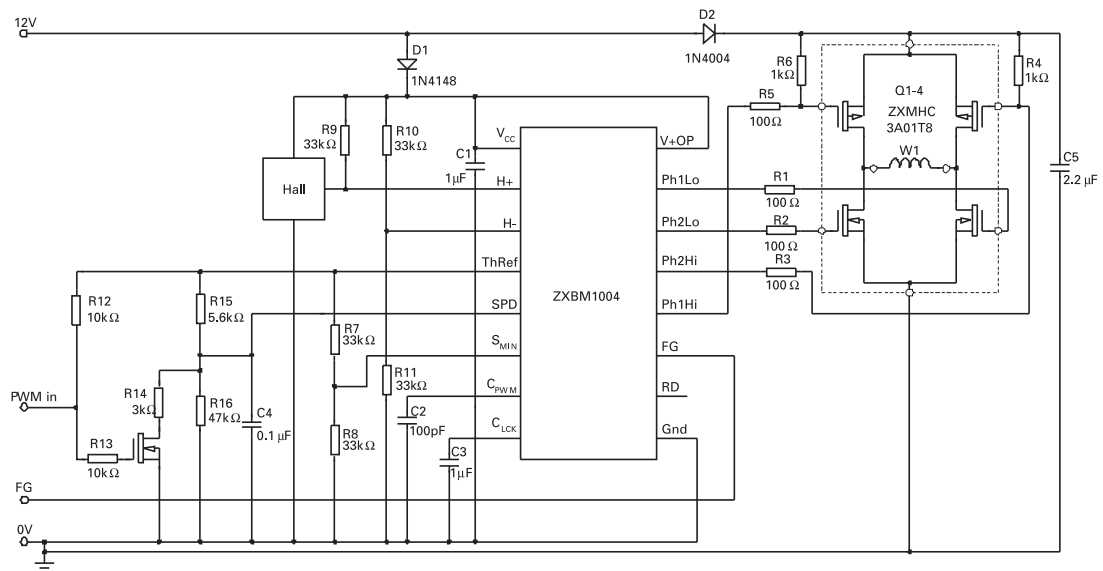 12V
D2
1N4004
D1
1N4148
R6
1kΩ
R4
1kΩ
Q1-4
ZXMHC
3A01T8
R5
100Ω
R9
33kΩ
R10
33kΩ
C1
1µF
V_CC
V+OP
W1
C5
2.2 µF
Hall
H+
Ph1Lo
R1
100Ω
H-
Ph2Lo
R2
100Ω
ThRef
Ph2Hi
R3
100Ω
ZXBM1004
R12
10kΩ
R15
5.6kΩ
SPD
Ph1Hi
R7
33kΩ
S_MIN
FG
R14
3kΩ
R16
47kΩ
R11
33kΩ
C_PWM
RD
PWM in
C4
0.1 µF
C2
100pF
R8
33kΩ
C_LCK
Gnd
R13
10kΩ
C3
1µF
FG
0V